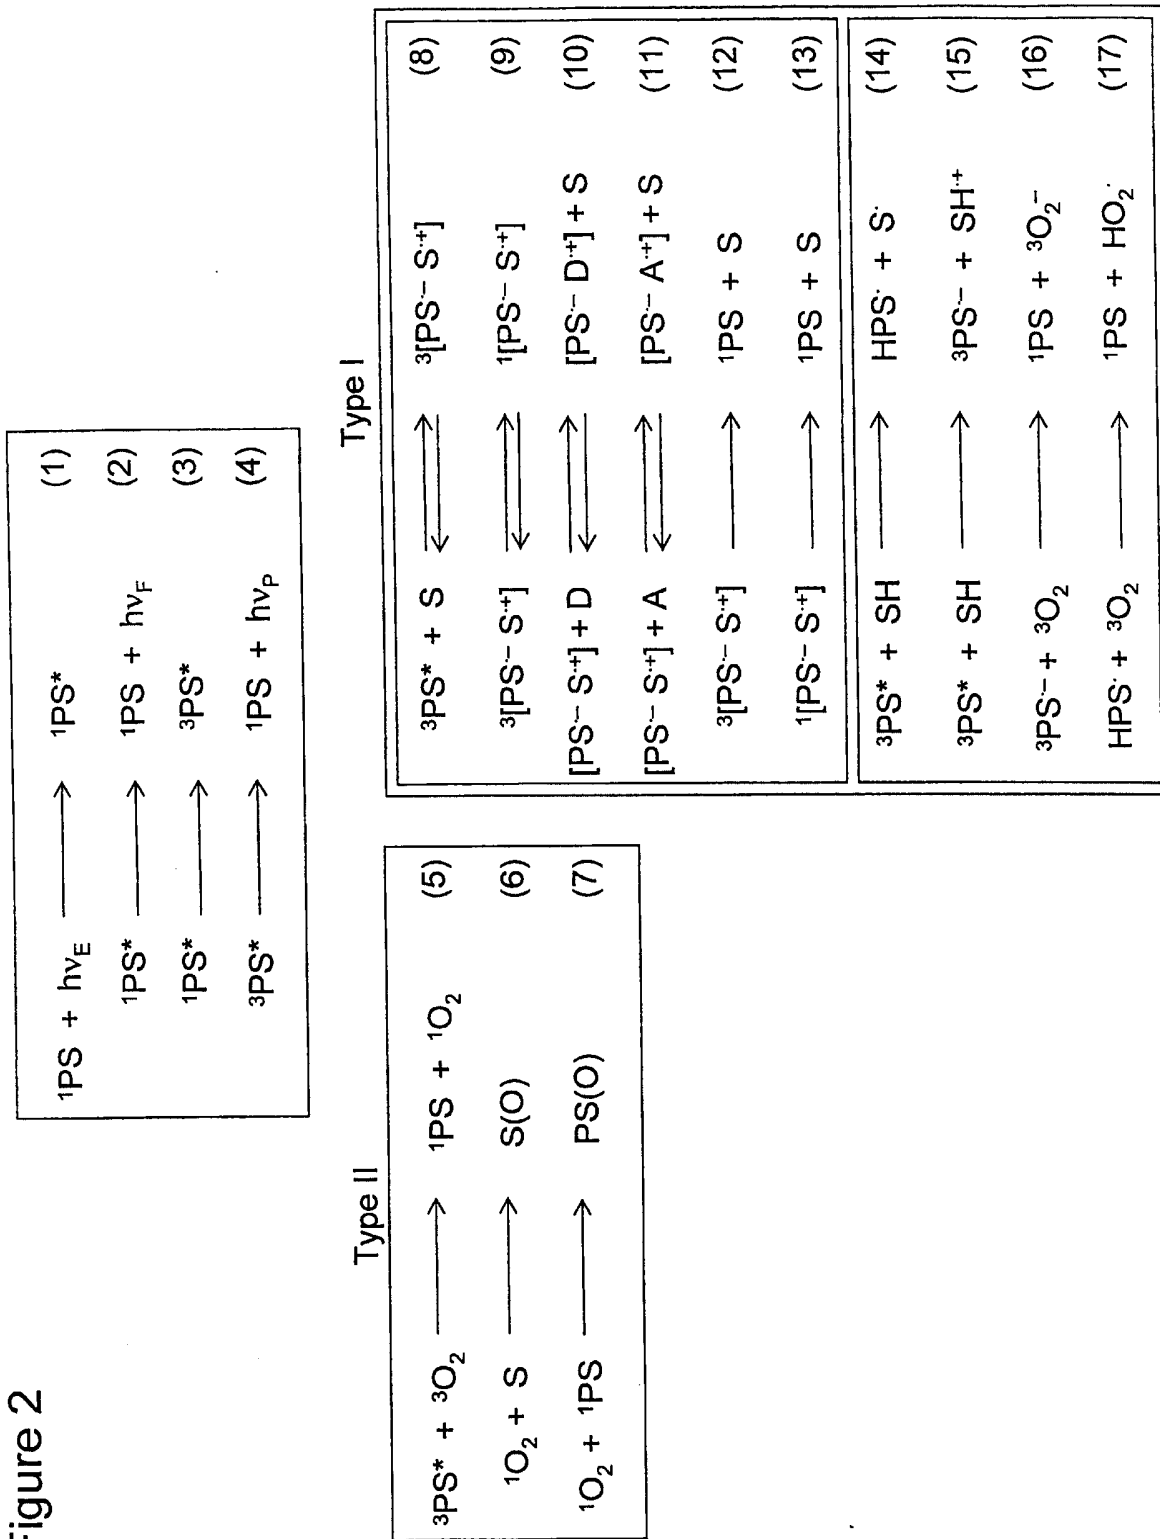 Figure 2
¹PS + hν_E ⟶ ¹PS* (1)
¹PS* ⟶ ¹PS + hν_F (2)
¹PS* ⟶ ³PS* (3)
³PS* ⟶ ¹PS + hν_P (4)
Type II
³PS* + ³O₂ ⟶ ¹PS + ¹O₂ (5)
¹O₂ + S ⟶ S(O) (6)
¹O₂ + ¹PS ⟶ PS(O) (7)
Type I
³PS* + S ⇌ ³[PS·– S·+] (8)
³[PS·– S·+] ⇌ ¹[PS·– S·+] (9)
[PS·– S·+] + D ⇌ [PS·– D·+] + S (10)
[PS·– S·+] + A ⇌ [PS·– A·+] + S (11)
³[PS·– S·+] ⟶ ¹PS + S (12)
¹[PS·– S·+] ⟶ ¹PS + S (13)
³PS* + SH ⟶ HPS· + S· (14)
³PS* + SH ⟶ ³PS·– + SH·+ (15)
³PS·– + ³O₂ ⟶ ¹PS + ³O₂– (16)
HPS· + ³O₂ ⟶ ¹PS + HO₂· (17)